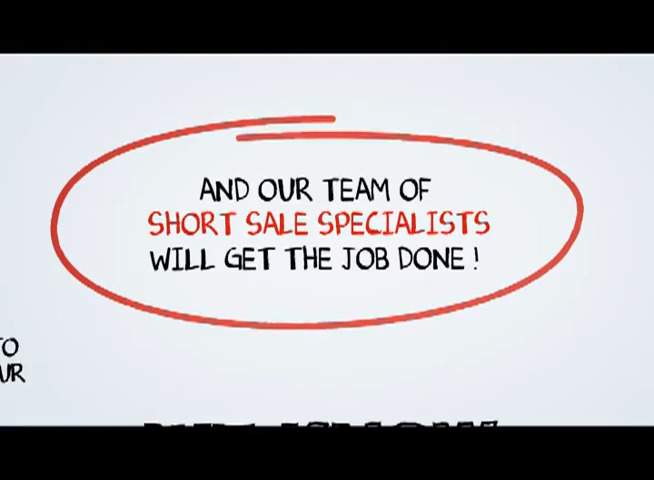 AND OUR TEAM OF
SHORT SALE SPECIALISTS
WILL GET THE JOB DONE !